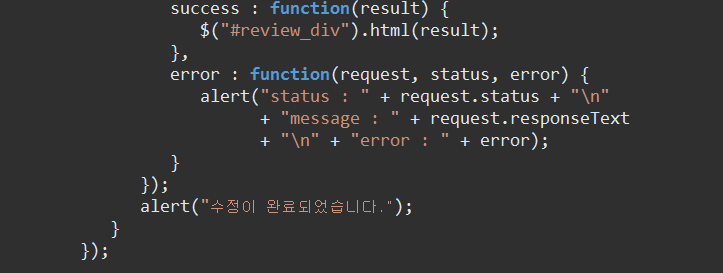 success : function(result) {
$("#review_div").html(result);
},
error : function(request, status, error) {
alert("status : " + request.status + "\n"
+ "message : " + request.responseText
+ "\n" + "error : " + error);
}
});
alert("수정이 완료되었습니다.");
}
});